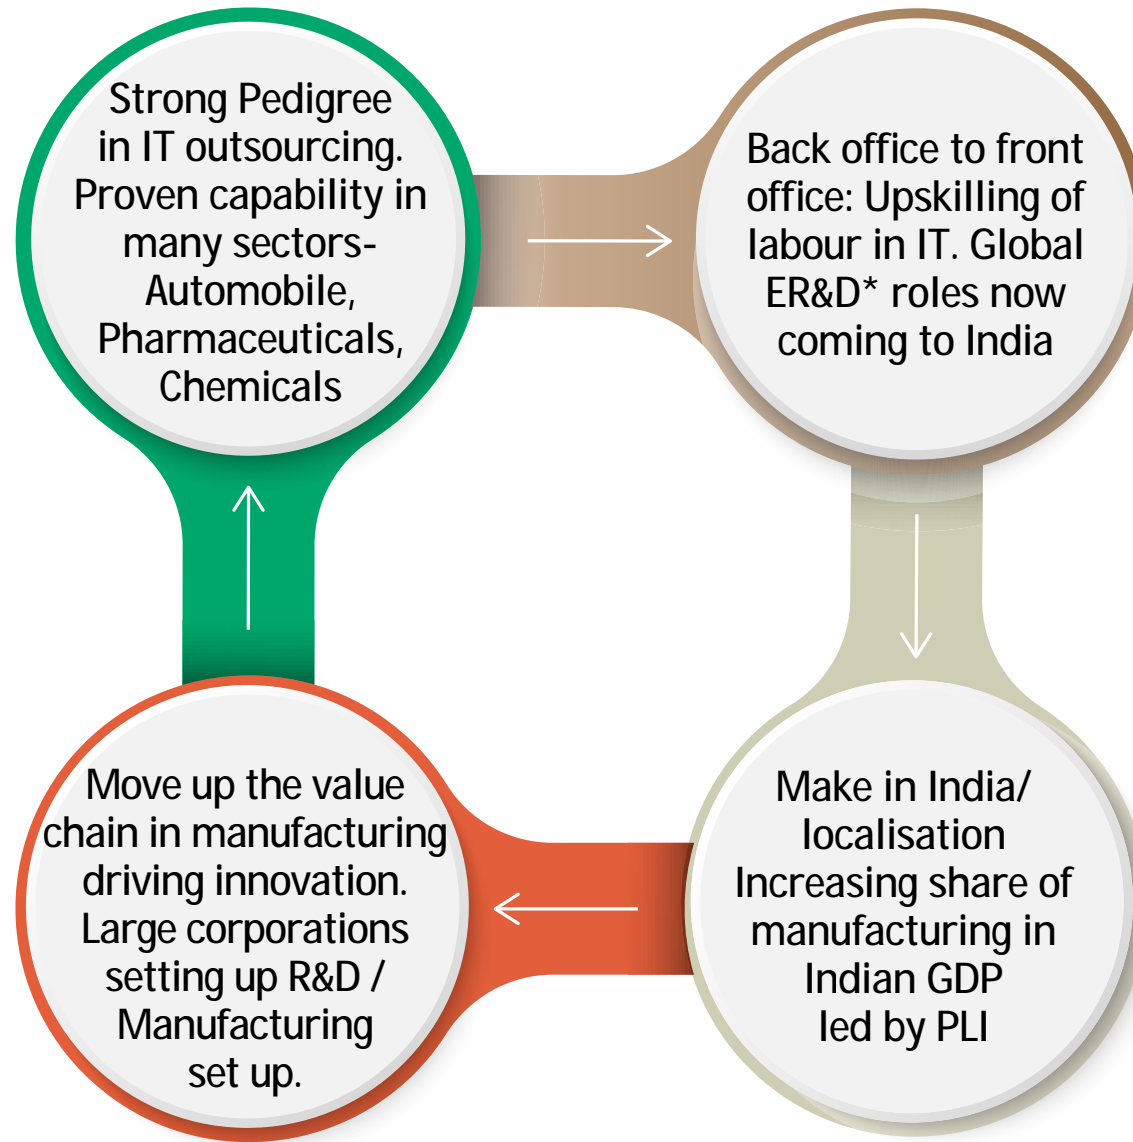 Strong Pedigree
in IT outsourcing.
Proven capability in
many sectors-
Automobile,
Pharmaceuticals,
Chemicals
Back office to front
office: Upskilling of
labour in IT. Global
ER&D* roles now
coming to India
Make in India/
localisation
Increasing share of
manufacturing in
Indian GDP
led by PLI
Move up the value
chain in manufacturing
driving innovation.
Large corporations
setting up R&D /
Manufacturing
set up.